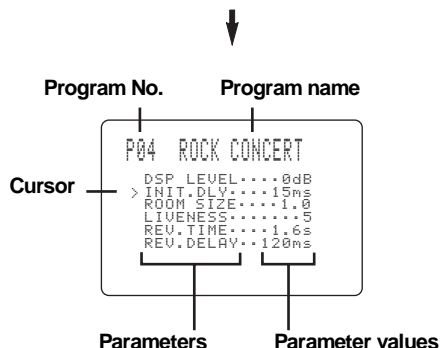 Program No. Program name
P04 ROCK CONCERT
DSP LEVEL····0dB
Cursor
> INIT.DLY····15ms
ROOM SIZE····1.0
LIVENESS·······5
REV.TIME····1.6s
REV.DELAY··120ms
Parameters Parameter values